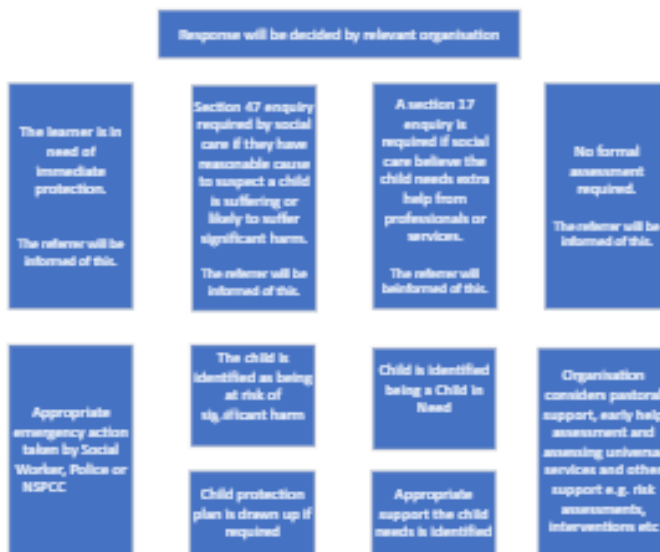 Response will be decided by relevant organisation
The learner is in
need of
immediate
protection.
The referrer will be
informed of this.
Section 47 enquiry
required by social
care if they have
reasonable cause
to suspect a child
is suffering or
likely to suffer
significant harm.
The referrer will be
informed of this.
A section 17
enquiry is
required if social
care believe the
child needs extra
help from
professionals or
services.
The referrer will
beinformed of this.
No formal
assessment
required.
The referrer will be
informed of this.
Appropriate
emergency action
taken by Social
Worker, Police or
NSPCC
The child is
identified as being
at risk of
significant harm
Child protection
plan is drawn up if
required
Child is identified
being a Child in
Need
Appropriate
support the child
needs is identified
Organisation
considers pastoral
support, early help
assessment and
assessing universal
services and other
support e.g. risk
assessments,
interventions etc